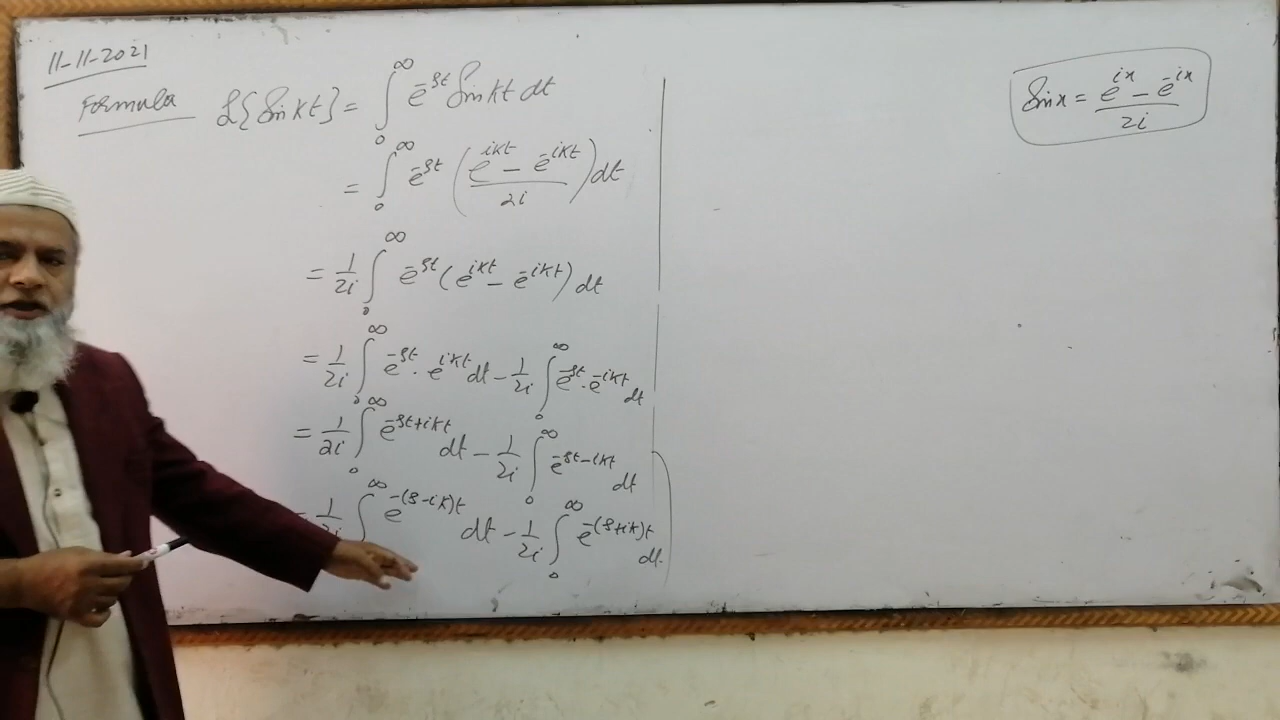 11-11-2021
Formula L{Sin kt} = ∫₀^∞ e^{-st} Sin kt dt
Sin x = (e^{ix} - e^{-ix})/2i
= ∫₀^∞ e^{-st} ((e^{ikt} - e^{-ikt})/2i) dt
= 1/2i ∫₀^∞ e^{-st} (e^{ikt} - e^{-ikt}) dt
= 1/2i ∫₀^∞ e^{-st} . e^{ikt} dt - 1/2i ∫₀^∞ e^{-st} . e^{-ikt} dt
= 1/2i ∫₀^∞ e^{-st+ikt} dt - 1/2i ∫₀^∞ e^{-st-ikt} dt
= 1/2i ∫^∞ e^{-(s-ik)t} dt - 1/2i ∫₀^∞ e^{-(s+ik)t} dt.